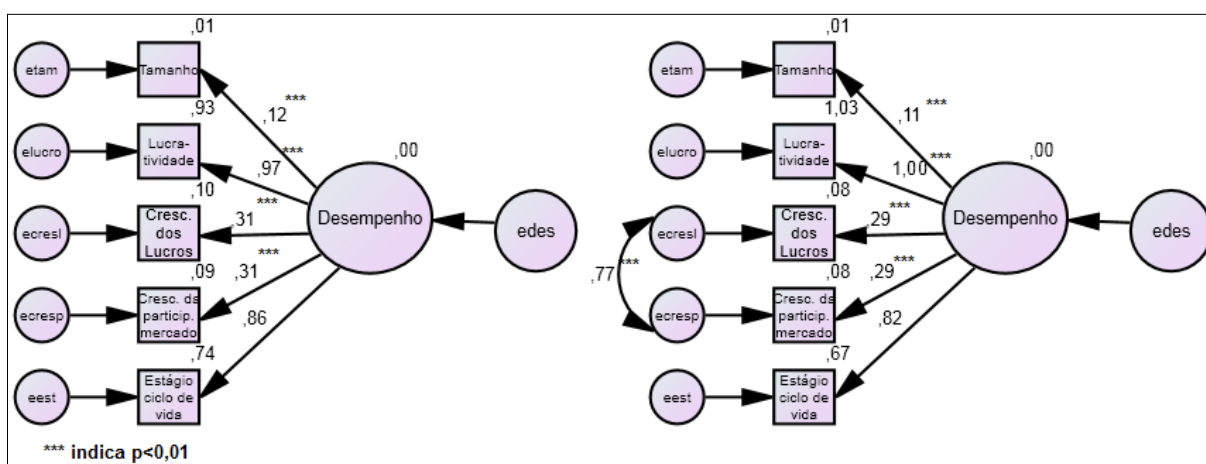 ,01
etam
Tamanho
,12
***
,93
elucro
Lucra-
tividade
,97
***
,10
,00
Desempenho
edes
ecresl
Cresc.
dos
Lucros
,31
***
,09
ecresp
Cresc. da
particip.
mercado
,31
***
,86
,74
eest
Estágio
ciclo de
vida
*** indica p<0,01
,01
etam
Tamanho
,11
***
1,03
elucro
Lucra-
tividade
1,00
***
,08
,00
Desempenho
edes
,77
***
ecresl
Cresc.
dos
Lucros
,29
***
,08
ecresp
Cresc. da
particip.
mercado
,29
***
,82
,67
eest
Estágio
ciclo de
vida